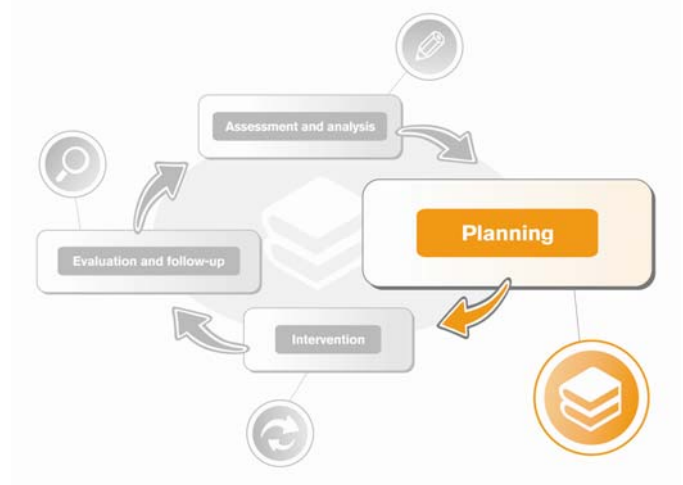 Assessment and analysis
Planning
Evaluation and follow-up
Intervention